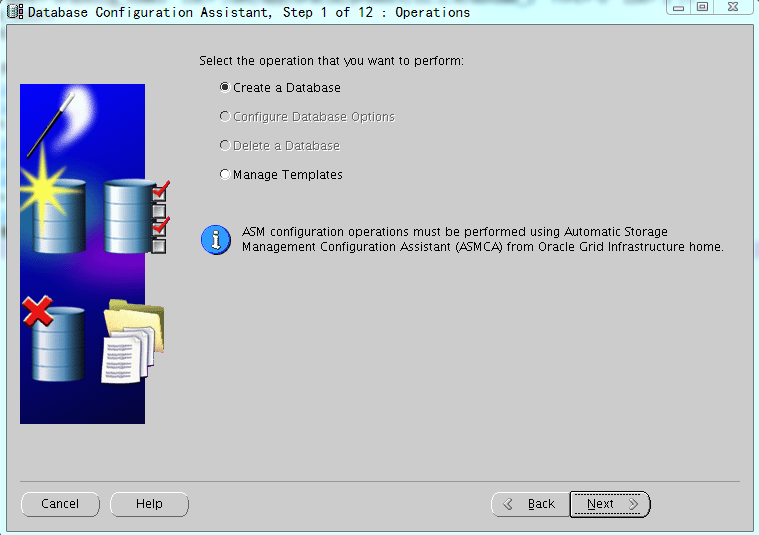 Database Configuration Assistant, Step 1 of 12 : Operations
Select the operation that you want to perform:
Create a Database
Configure Database Options
Delete a Database
Manage Templates
ASM configuration operations must be performed using Automatic Storage
Management Configuration Assistant (ASMCA) from Oracle Grid Infrastructure home.
Cancel
Help
Back
Next